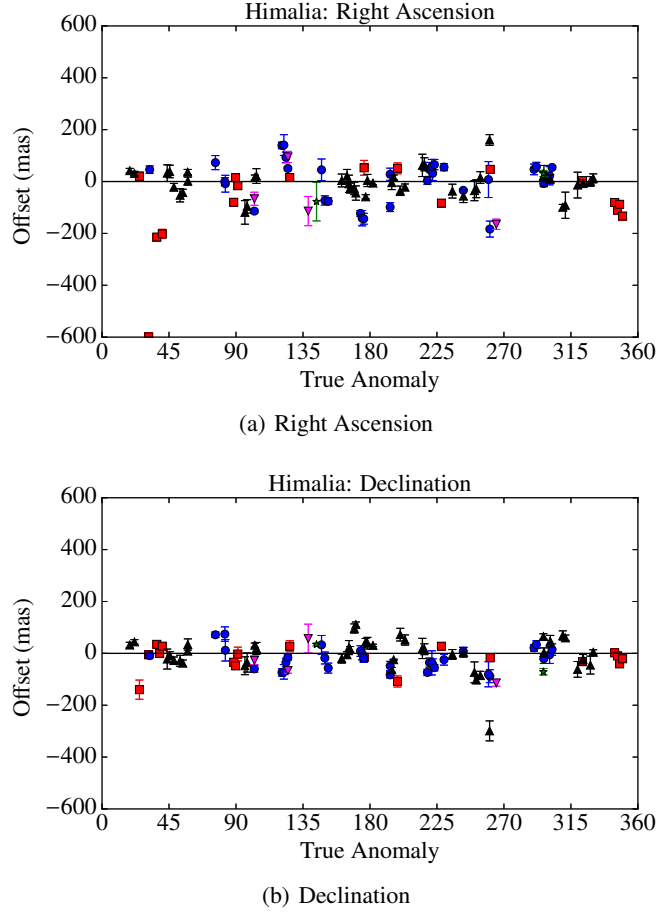 Himalia: Right Ascension
600
400
200
0
−200
−400
−600
Offset (mas)
0 45 90 135 180 225 270 315 360
True Anomaly
(a) Right Ascension
Himalia: Declination
600
400
200
0
−200
−400
−600
Offset (mas)
0 45 90 135 180 225 270 315 360
True Anomaly
(b) Declination